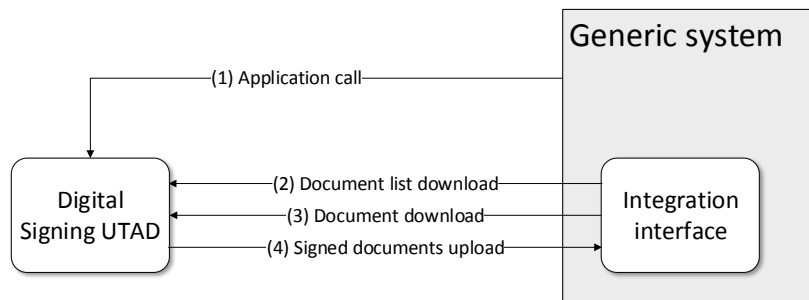 Generic system
(1) Application call
Digital
Signing UTAD
(2) Document list download
(3) Document download
(4) Signed documents upload
Integration
interface